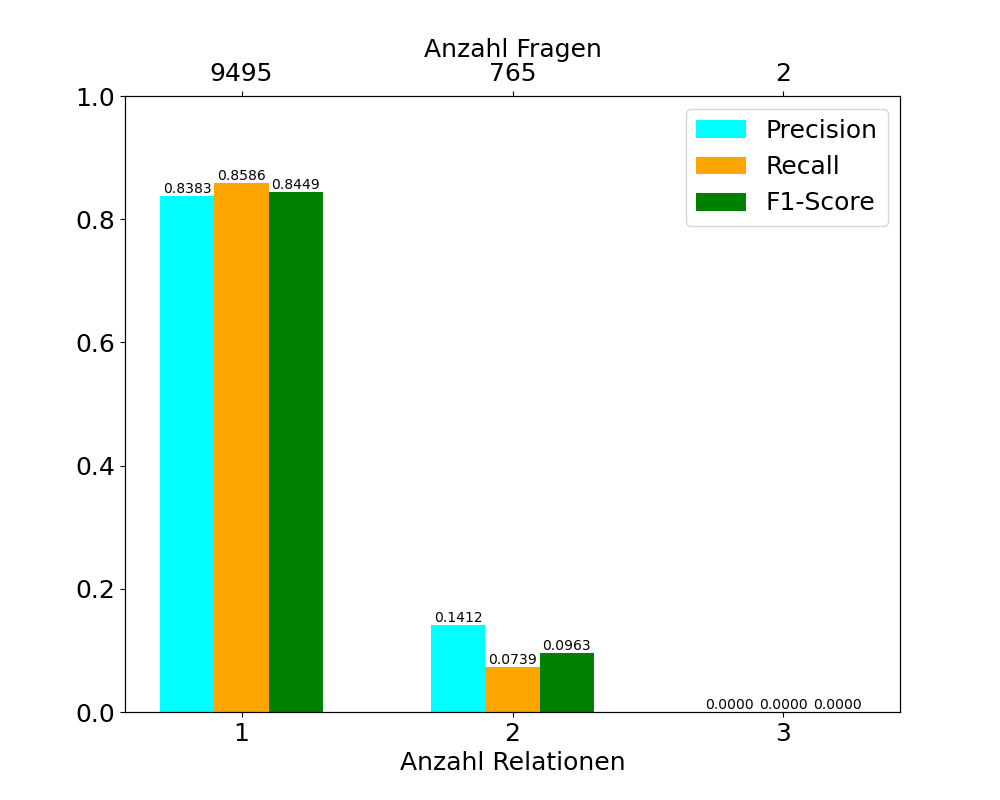 Anzahl Fragen
9495 765 2
1.0
0.8
0.6
0.4
0.2
0.0
Precision
Recall
F1-Score
0.8383 0.8586 0.8449
0.1412 0.0739 0.0963
0.0000 0.0000 0.0000
1 2 3
Anzahl Relationen